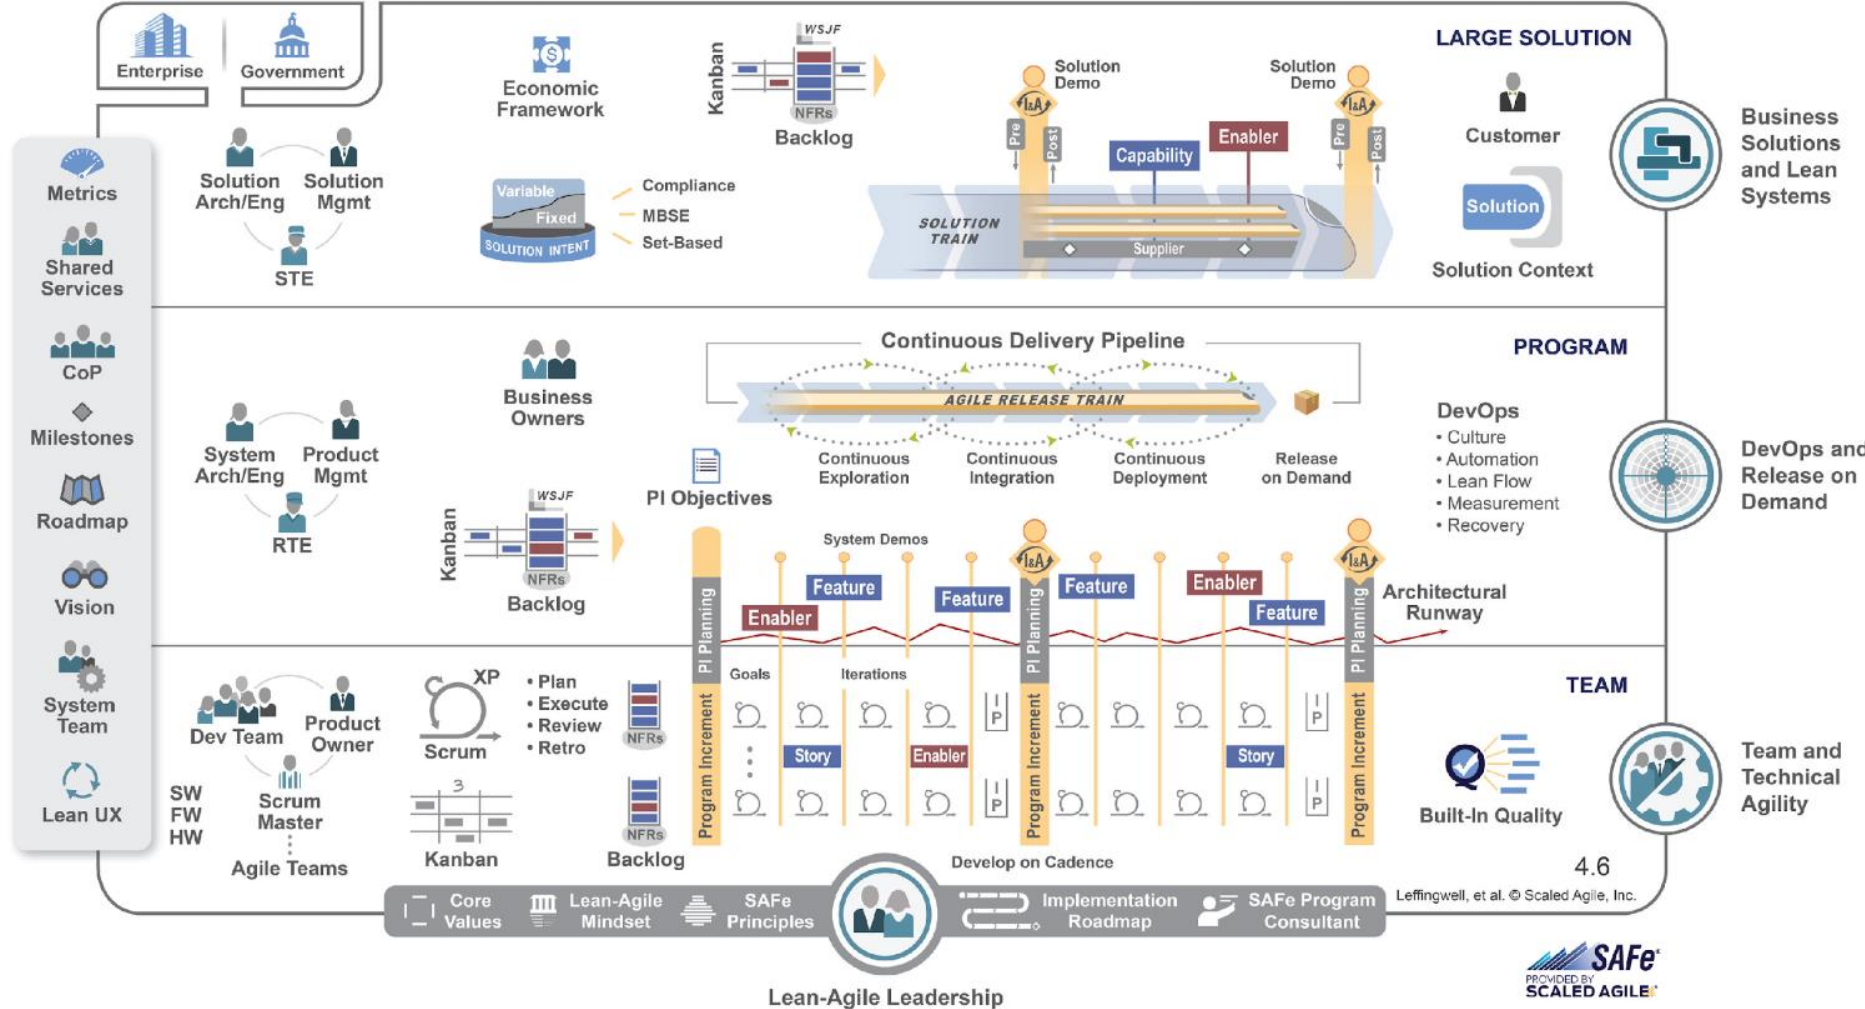 Enterprise
Government
Economic
Framework
Kanban
WSJF
NFRs
Backlog
Solution
Demo
Solution
Demo
I&A
I&A
Pre
Post
Pre
Post
Capability
Enabler
SOLUTION
TRAIN
Supplier
LARGE SOLUTION
Customer
Solution
Solution Context
Business
Solutions
and Lean
Systems
Solution
Arch/Eng
Solution
Mgmt
STE
Variable
Fixed
SOLUTION INTENT
Compliance
MBSE
Set-Based
Metrics
Shared
Services
CoP
Milestones
Roadmap
Vision
System
Team
Lean UX
System
Arch/Eng
Product
Mgmt
RTE
Business
Owners
Kanban
WSJF
NFRs
Backlog
PI Objectives
Continuous Delivery Pipeline
AGILE RELEASE TRAIN
Continuous
Exploration
Continuous
Integration
Continuous
Deployment
Release
on Demand
PROGRAM
DevOps
• Culture
• Automation
• Lean Flow
• Measurement
• Recovery
DevOps and
Release on
Demand
System Demos
I&A
I&A
Enabler
Feature
Feature
Feature
Enabler
Feature
Architectural
Runway
PI Planning
PI Planning
PI Planning
Program Increment
Program Increment
Program Increment
Goals
Iterations
I
P
I
P
I
P
I
P
Story
Enabler
Story
TEAM
Dev Team
Product
Owner
Scrum
Master
SW
FW
HW
Agile Teams
XP
Scrum
• Plan
• Execute
• Review
• Retro
NFRs
3
Kanban
NFRs
Backlog
Built-In Quality
Team and
Technical
Agility
Develop on Cadence
4.6
Leffingwell, et al. © Scaled Agile, Inc.
Core
Values
Lean-Agile
Mindset
SAFe
Principles
Implementation
Roadmap
SAFe Program
Consultant
Lean-Agile Leadership
SAFe
PROVIDED BY
SCALED AGILE